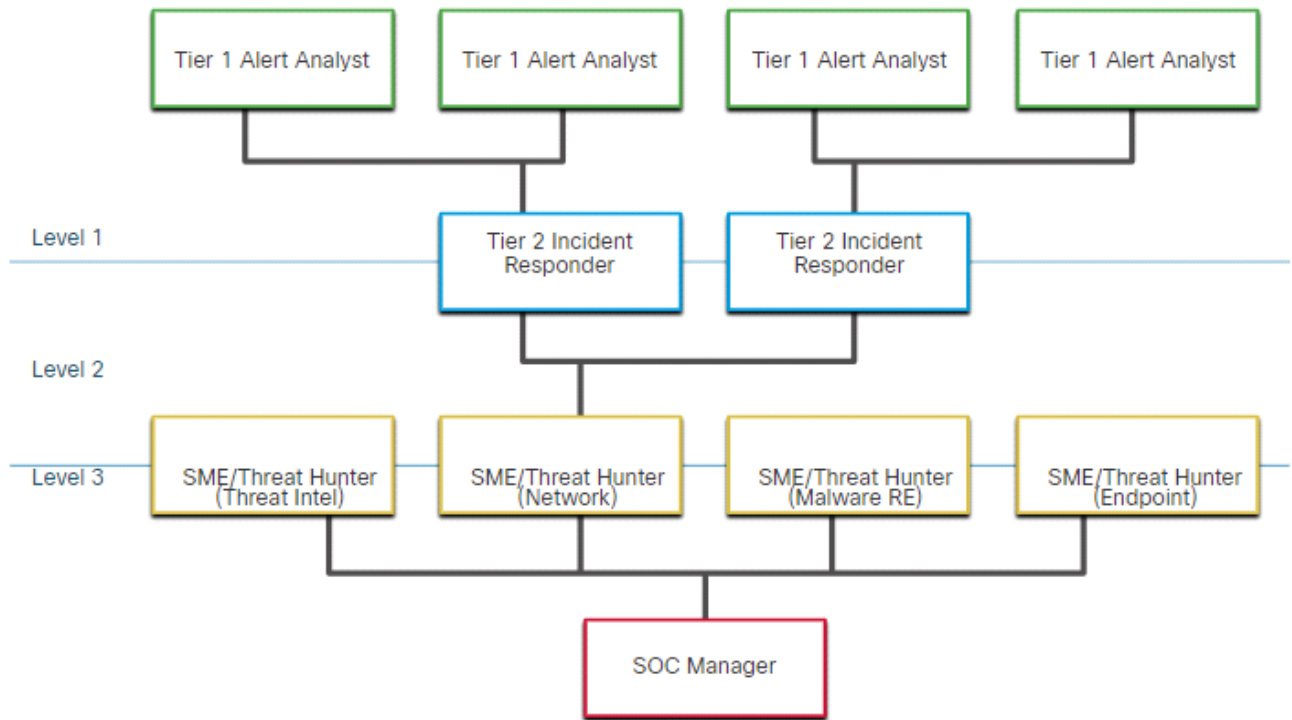 Tier 1 Alert Analyst
Tier 1 Alert Analyst
Tier 1 Alert Analyst
Tier 1 Alert Analyst
Level 1
Tier 2 Incident
Responder
Tier 2 Incident
Responder
Level 2
Level 3
SME/Threat Hunter
(Threat Intel)
SME/Threat Hunter
(Network)
SME/Threat Hunter
(Malware RE)
SME/Threat Hunter
(Endpoint)
SOC Manager